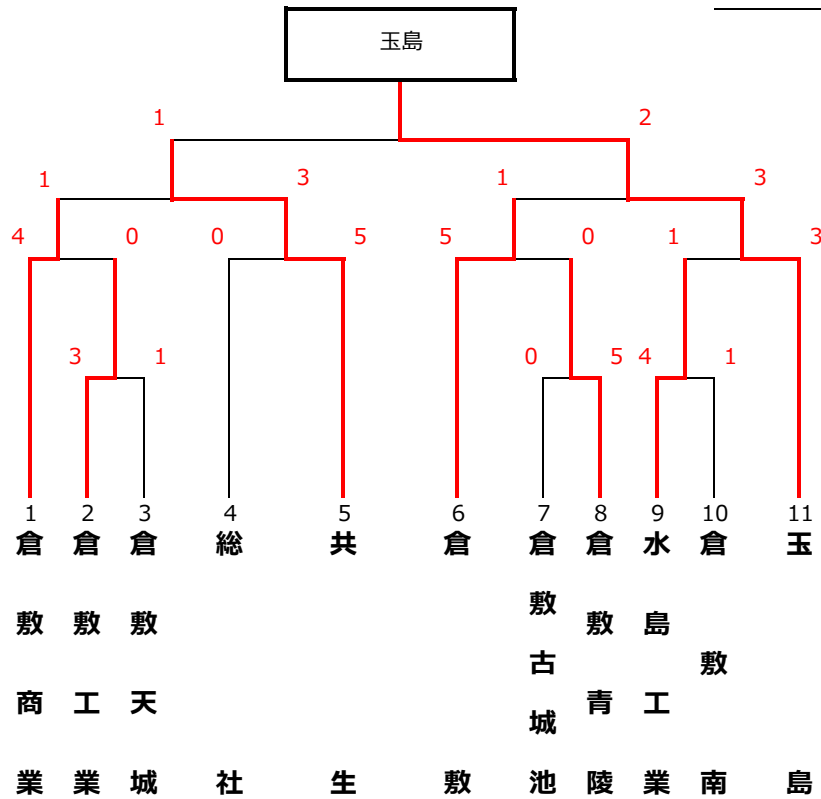 玉島
1 2
1 3 1 3
4 0 0 5 5 0 1 3
3 1 0 5 4 1
1 2 3 4 5 6 7 8 9 10 11
倉敷商業
倉敷工業
倉敷天城
総社
共生
倉敷
倉敷古城池
倉敷青陵
水島工業
倉敷南
玉島